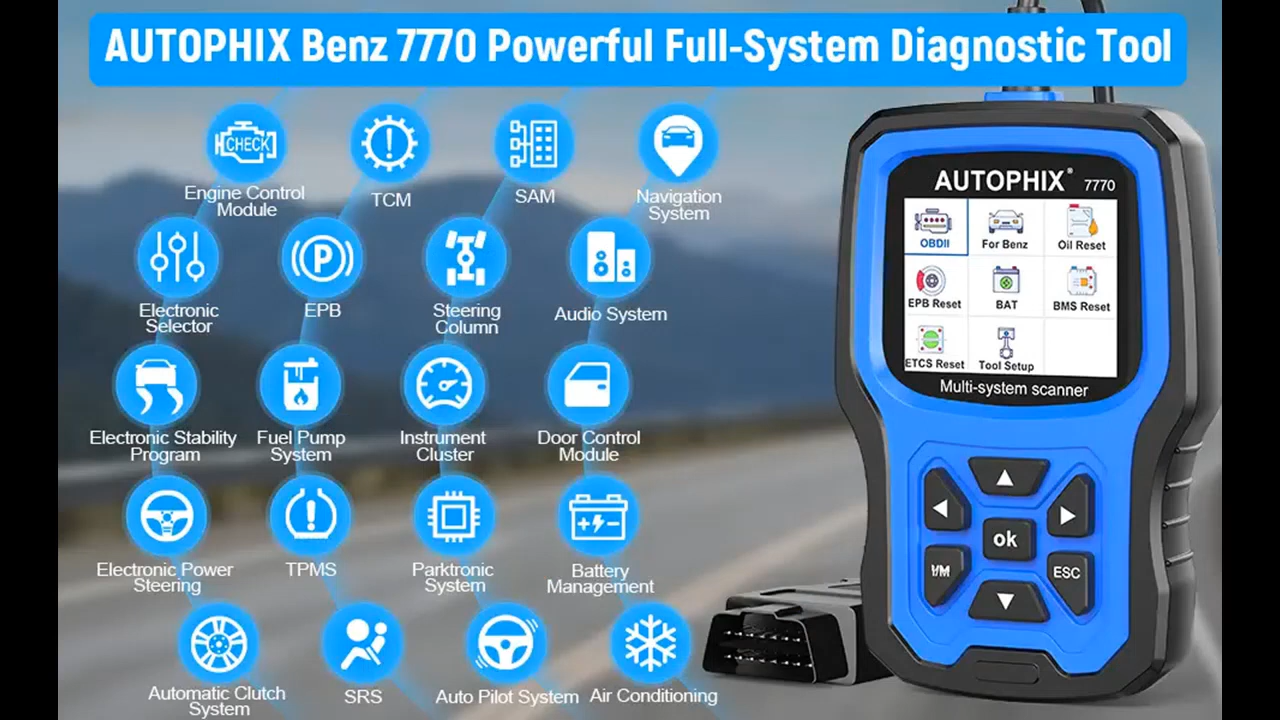 AUTOPHIX Benz 7770 Powerful Full-System Diagnostic Tool
CHECK
Engine Control
Module
TCM
SAM
Navigation
System
Electronic
Selector
P
EPB
Steering
Column
Audio System
Electronic Stability
Program
Fuel Pump
System
Instrument
Cluster
Door Control
Module
Electronic Power
Steering
TPMS
Parktronic
System
Battery
Management
Automatic Clutch
System
SRS
Auto Pilot System
Air Conditioning
AUTOPHIX® 7770
OBDII
For Benz
Oil Reset
EPB Reset
BAT
BMS Reset
ETCS Reset
Tool Setup
Multi-system scanner
ok
I/M
ESC